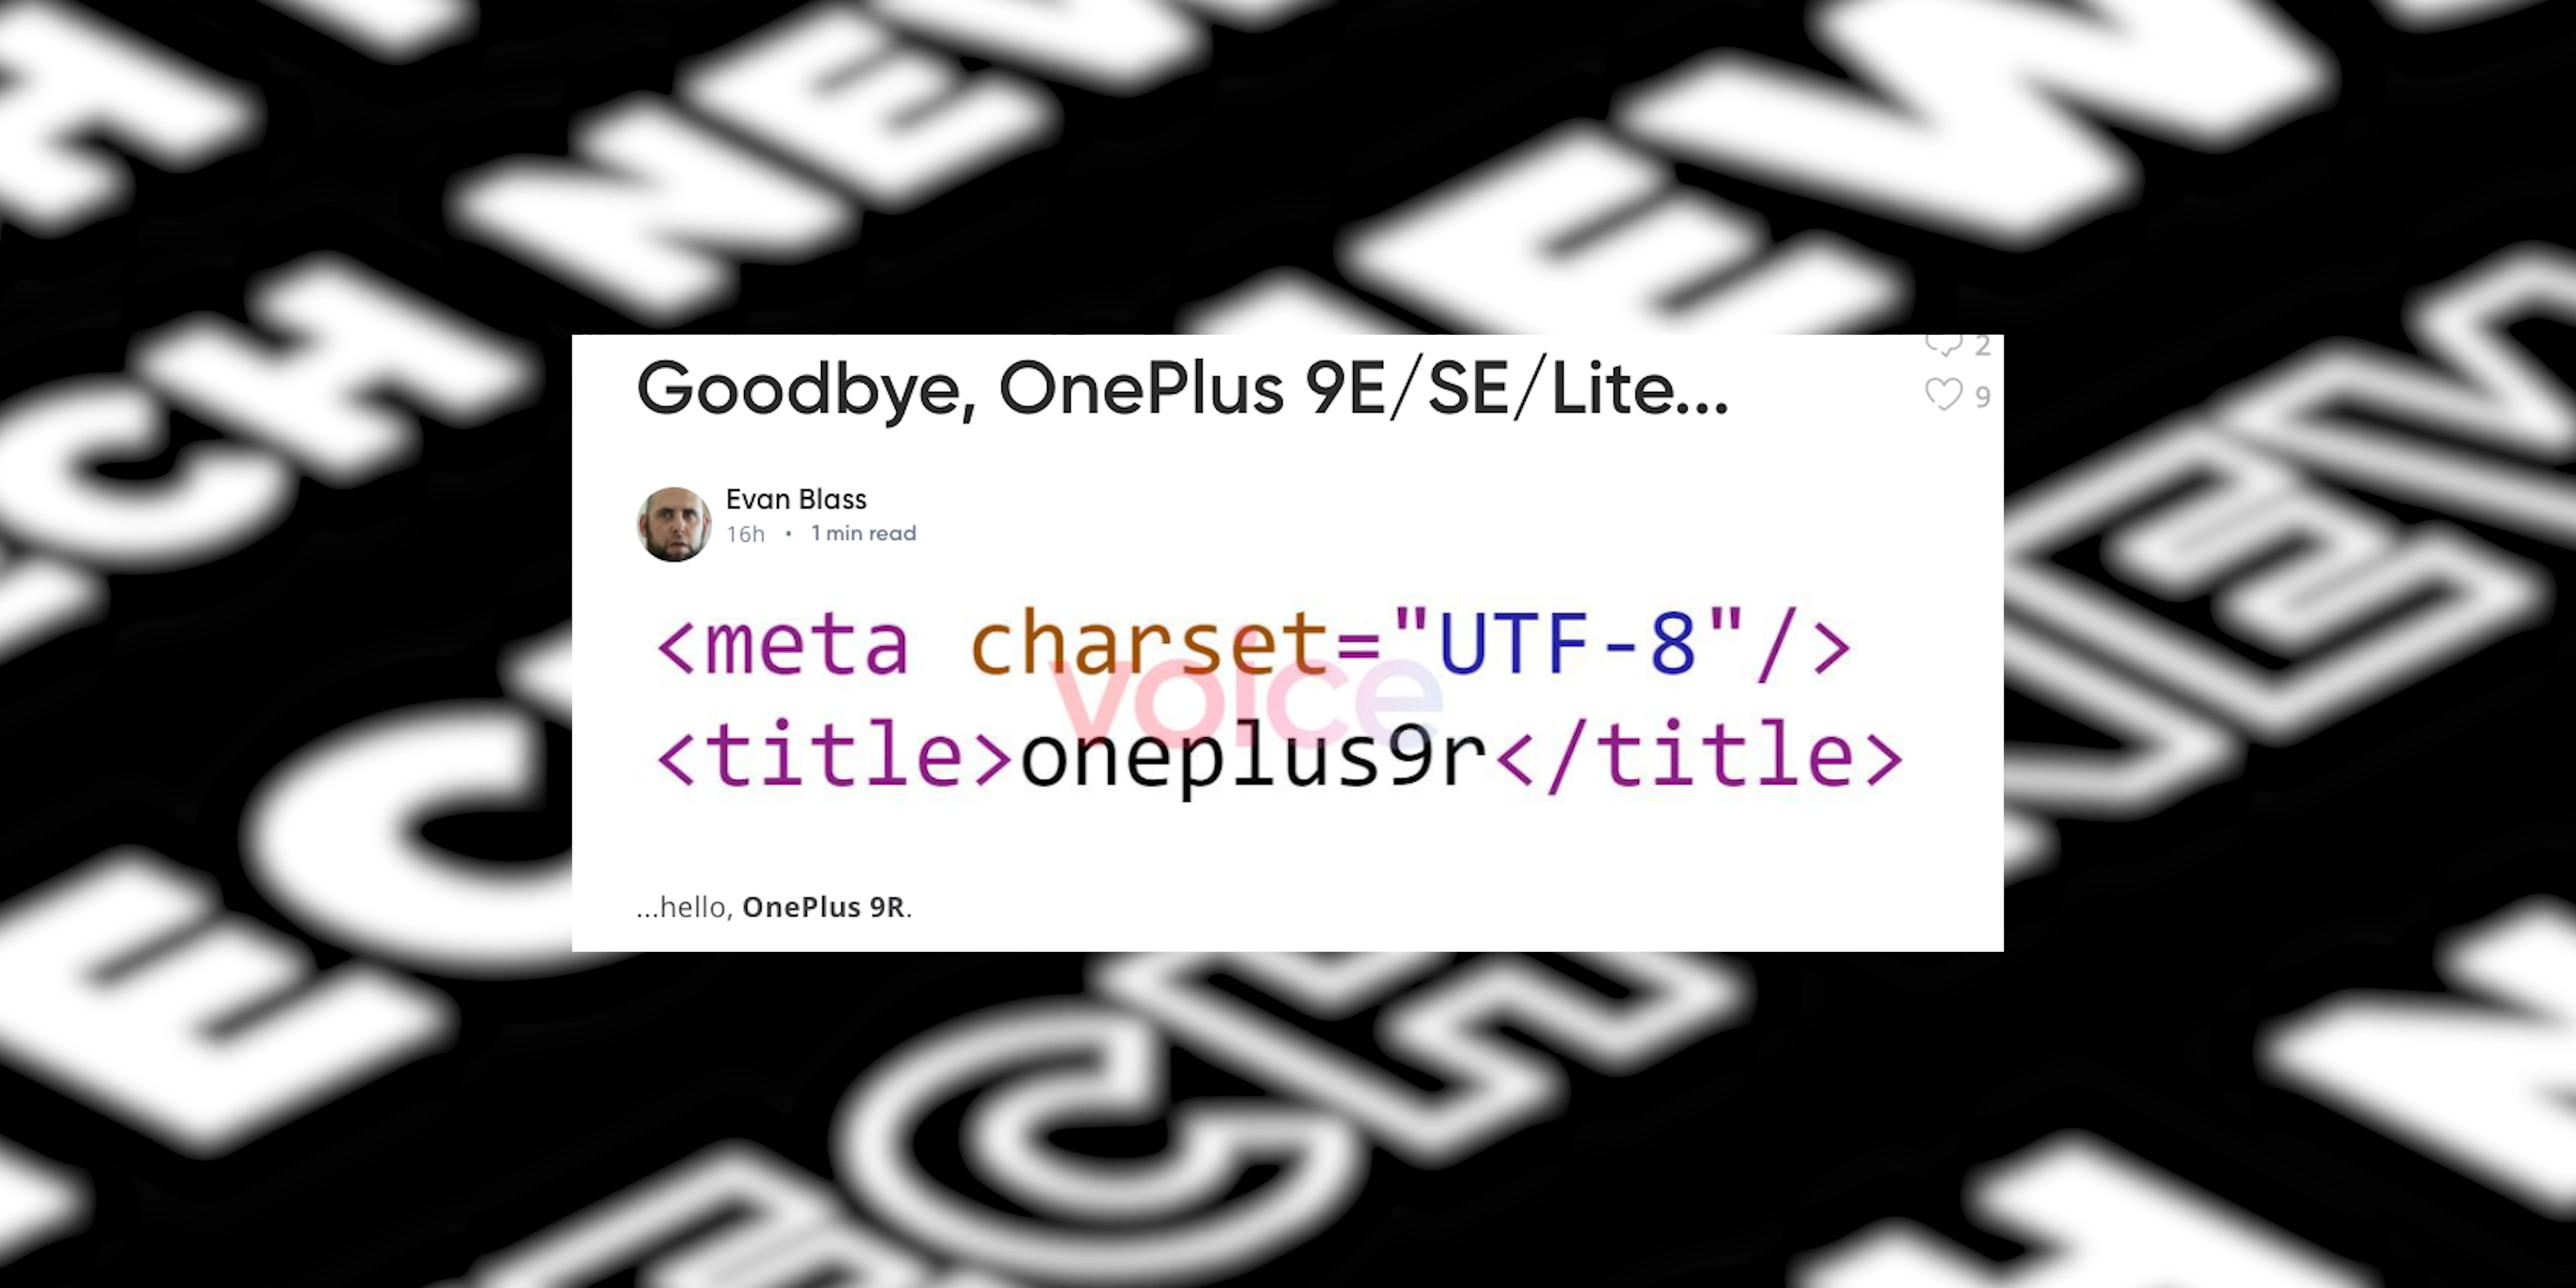 Goodbye, OnePlus 9E/SE/Lite...
2
9
Evan Blass
16h • 1 min read
<meta charset="UTF-8"/>
voice
<title>oneplus9r</title>
...hello, OnePlus 9R.